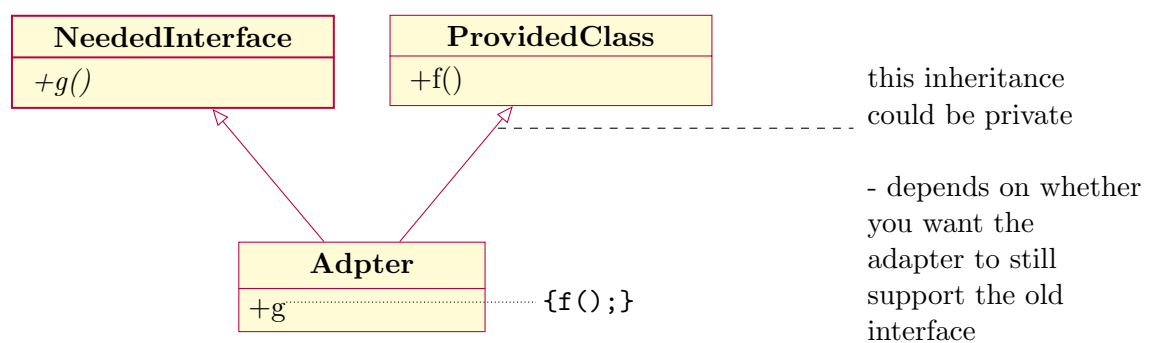 NeededInterface
+g()
ProvidedClass
+f()
this inheritance
could be private
- depends on whether
you want the
adapter to still
support the old
interface
Adpter
+g
{f();}